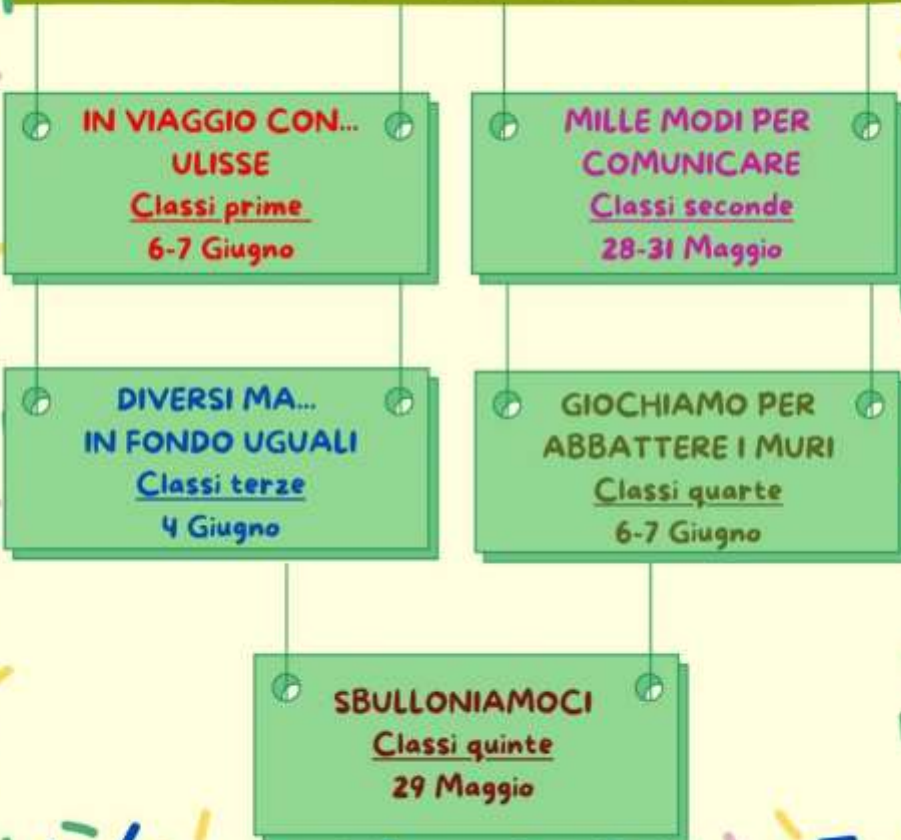 IN VIAGGIO CON...
ULISSE
Classi prime
6-7 Giugno
MILLE MODI PER
COMUNICARE
Classi seconde
28-31 Maggio
DIVERSI MA...
IN FONDO UGUALI
Classi terze
4 Giugno
GIOCHIAMO PER
ABBATTERE I MURI
Classi quarte
6-7 Giugno
SBULLONIAMOCI
Classi quinte
29 Maggio